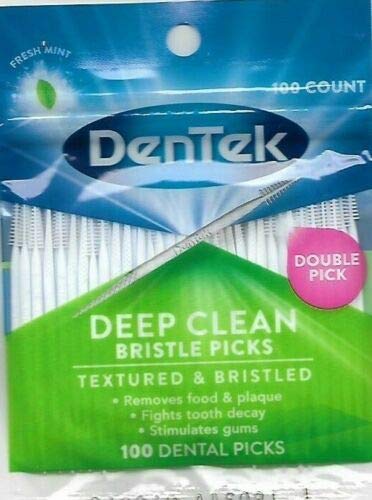 FRESH MINT
100 COUNT
DenTek
DenTek
DOUBLE
PICK
DEEP CLEAN
BRISTLE PICKS
TEXTURED & BRISTLED
• Removes food & plaque
• Fights tooth decay
• Stimulates gums
100 DENTAL PICKS